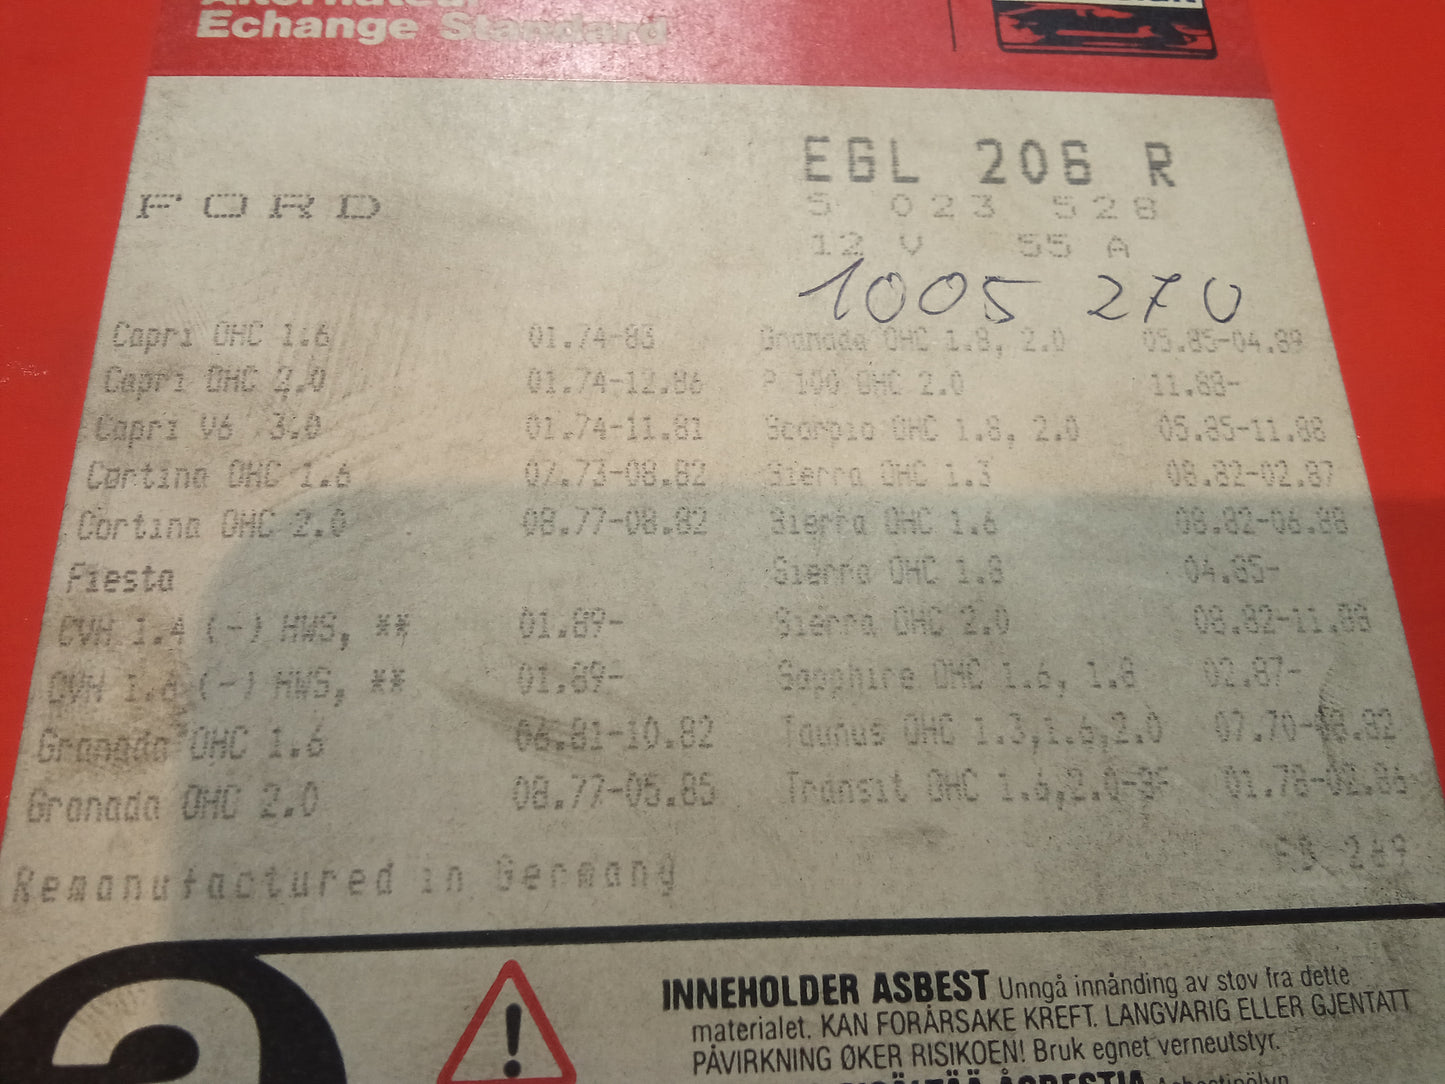 Alternateur
Echange Standard
EGL 206 R
FORD
5 023 528
12 V 55 A
1005 270
Capri OHC 1.6 01.74-83
Capri OHC 2.0 01.74-12.86
Capri V6 3.0 01.74-11.81
Cortina OHC 1.6 07.73-08.82
Cortina OHC 2.0 08.77-08.82
Fiesta
CVH 1.4 (-) HWS, ** 01.89-
CVH 1.6 (-) HWS, ** 01.89-
Granada OHC 1.6 06.81-10.82
Granada OHC 2.0 08.77-05.85
Granada OHC 1.8, 2.0 05.85-04.89
P 100 OHC 2.0 11.88-
Scorpio OHC 1.8, 2.0 05.85-11.88
Sierra OHC 1.3 08.82-02.87
Sierra OHC 1.6 08.82-06.88
Sierra OHC 1.8 04.85-
Sierra OHC 2.0 08.82-11.88
Sapphire OHC 1.6, 1.8 02.87-
Taunus OHC 1.3,1.6,2.0 07.70-08.82
Transit OHC 1.6,2.0 01.78-02.86
269
Remanufactured in Germany
INNEHOLDER ASBEST Unngå innånding av støv fra dette
materialet. KAN FORÅRSAKE KREFT. LANGVARIG ELLER GJENTATT
PÅVIRKNING ØKER RISIKOEN! Bruk egnet verneutstyr.
ASBESTIA Asbestipölyn